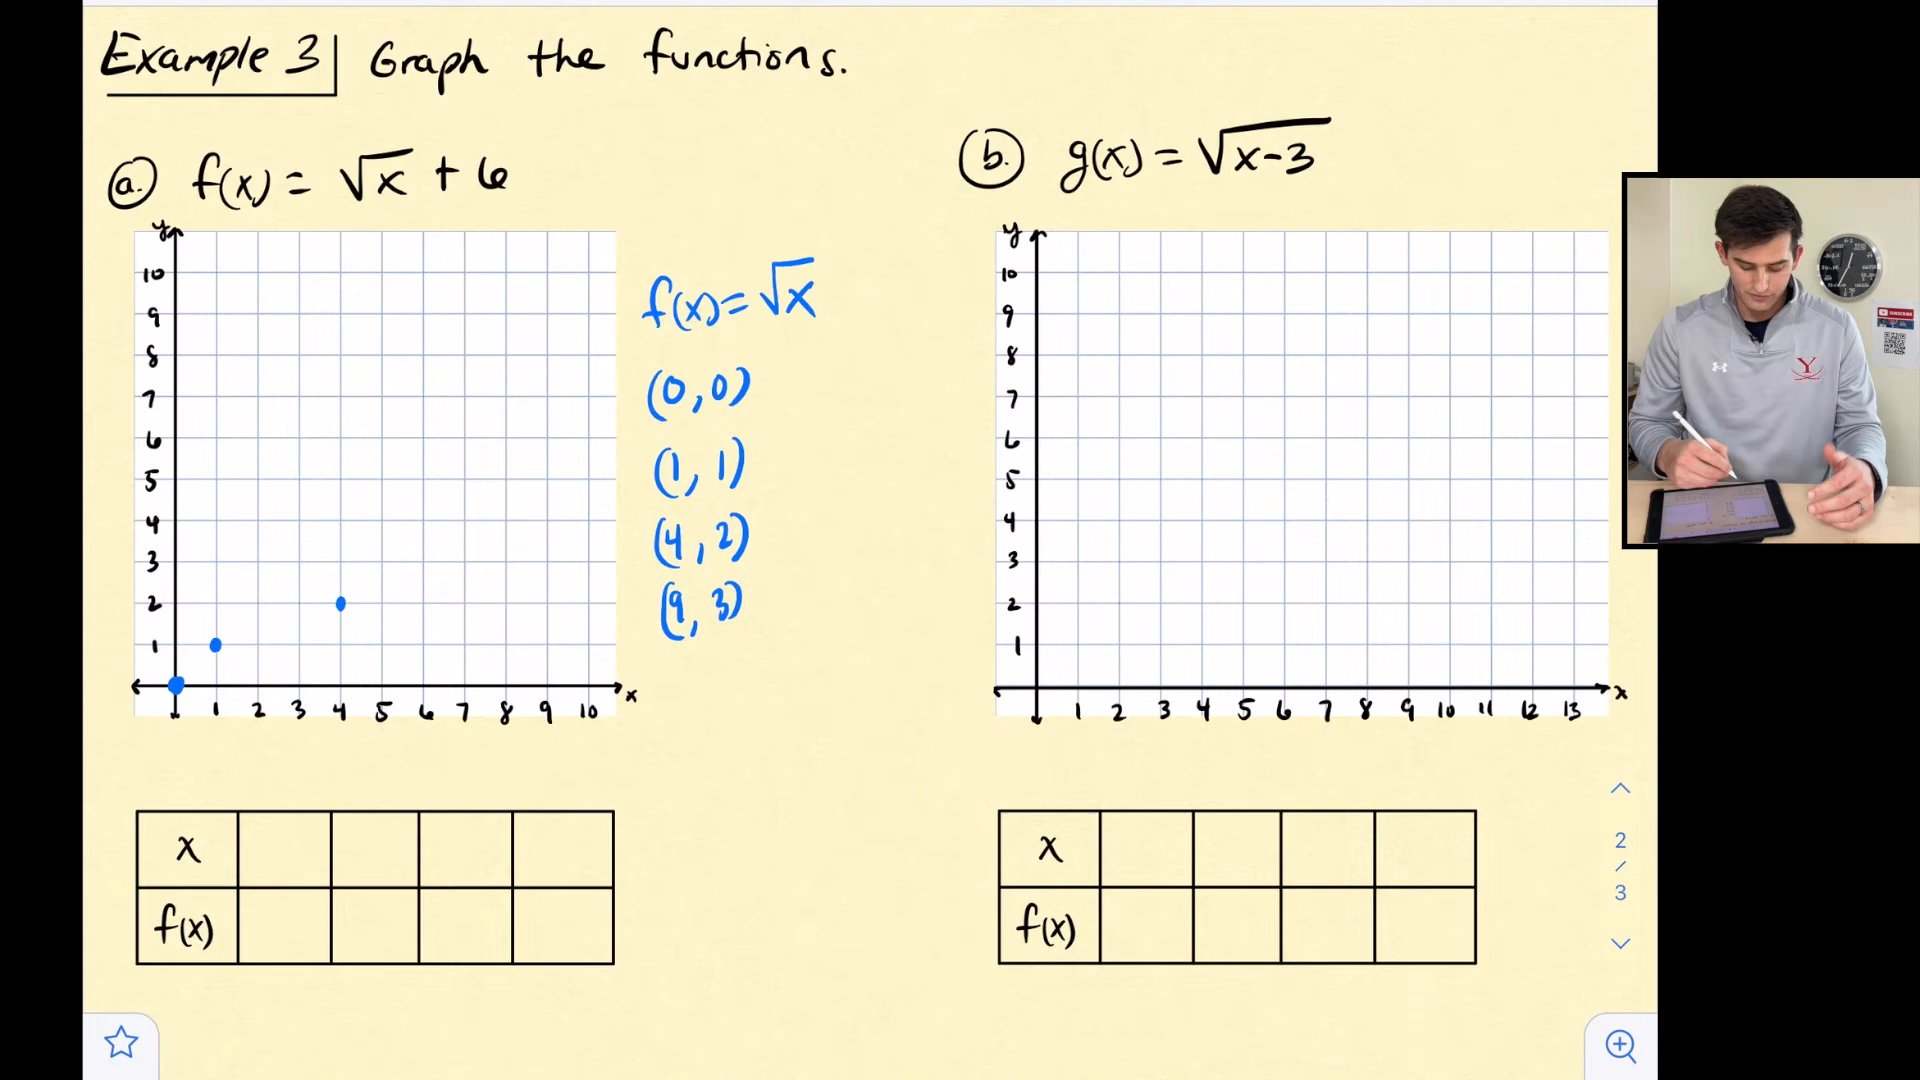 Example 3 Graph the functions.
a. f(x) = √x + 6
y
10
9
8
7
6
5
4
3
2
1
1 2 3 4 5 6 7 8 9 10
x
f(x) = √x
(0, 0)
(1, 1)
(4, 2)
(9, 3)
x
f(x)
b. g(x) = √x-3
y
10
9
8
7
6
5
4
3
2
1
1 2 3 4 5 6 7 8 9 10 11 12 13
x
x
f(x)
2
/
3
Y
SUBSCRIBE